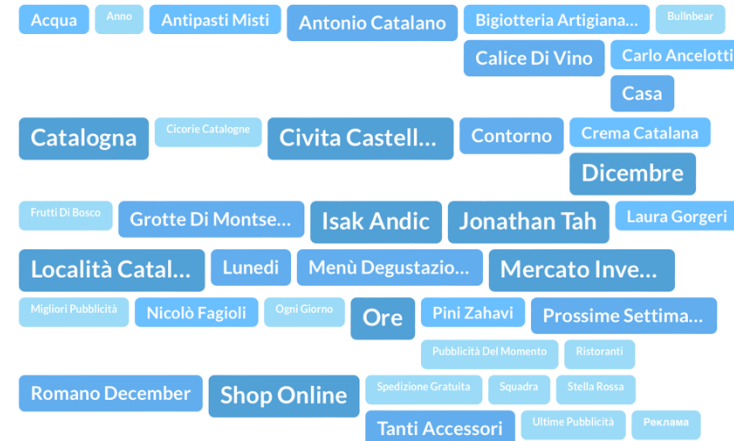 Acqua Anno Antipasti Misti Antonio Catalano Bigiotteria Artigiana... Bullnbear
Calice Di Vino Carlo Ancelotti
Casa
Catalogna Cicorie Catalogne Civita Castell... Contorno Crema Catalana
Dicembre
Frutti Di Bosco Grotte Di Montse... Isak Andic Jonathan Tah Laura Gorgeri
Località Catal... Lunedì Menù Degustazio... Mercato Inve...
Migliori Pubblicità Nicolò Fagioli Ogni Giorno Ore Pini Zahavi Prossime Settima...
Pubblicità Del Momento Ristoranti
Romano December Shop Online Spedizione Gratuita Squadra Stella Rossa
Tanti Accessori Ultime Pubblicità Реклама